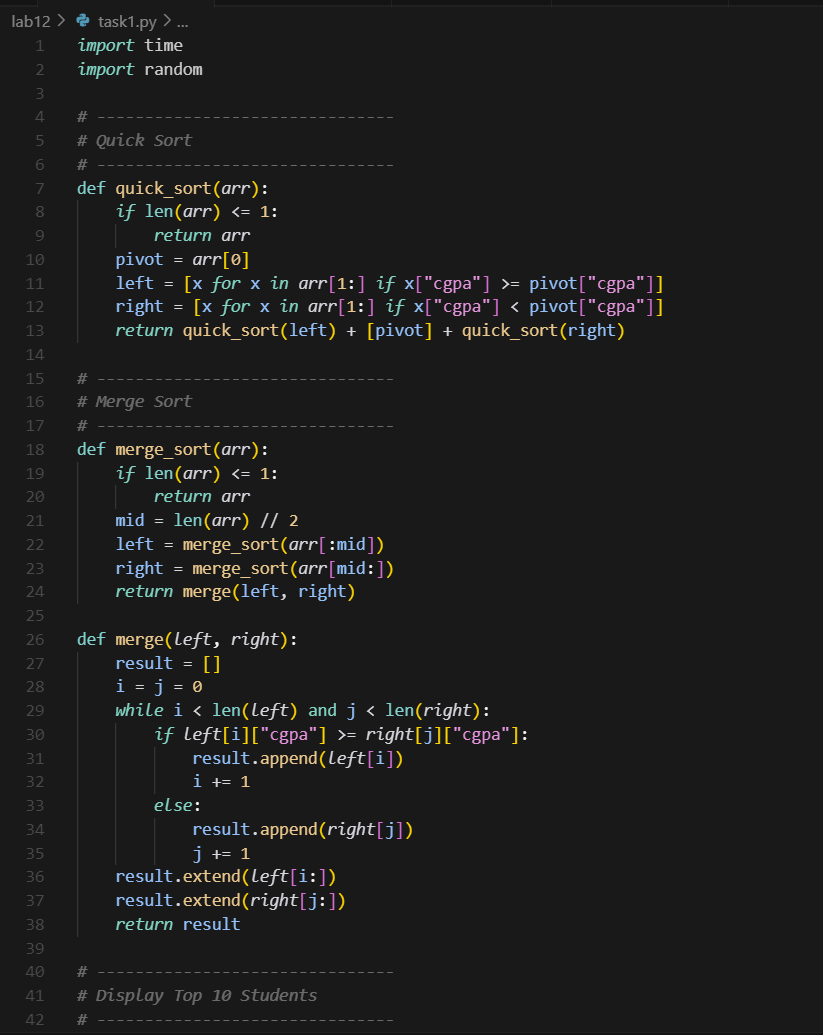 lab12 > task1.py > ...
1 import time
2 import random
3
4 # -------------------------------
5 # Quick Sort
6 # -------------------------------
7 def quick_sort(arr):
8     if len(arr) <= 1:
9         return arr
10     pivot = arr[0]
11     left = [x for x in arr[1:] if x["cgpa"] >= pivot["cgpa"]]
12     right = [x for x in arr[1:] if x["cgpa"] < pivot["cgpa"]]
13     return quick_sort(left) + [pivot] + quick_sort(right)
14
15 # -------------------------------
16 # Merge Sort
17 # -------------------------------
18 def merge_sort(arr):
19     if len(arr) <= 1:
20         return arr
21     mid = len(arr) // 2
22     left = merge_sort(arr[:mid])
23     right = merge_sort(arr[mid:])
24     return merge(left, right)
25
26 def merge(left, right):
27     result = []
28     i = j = 0
29     while i < len(left) and j < len(right):
30         if left[i]["cgpa"] >= right[j]["cgpa"]:
31             result.append(left[i])
32             i += 1
33         else:
34             result.append(right[j])
35             j += 1
36     result.extend(left[i:])
37     result.extend(right[j:])
38     return result
39
40 # -------------------------------
41 # Display Top 10 Students
42 # -------------------------------